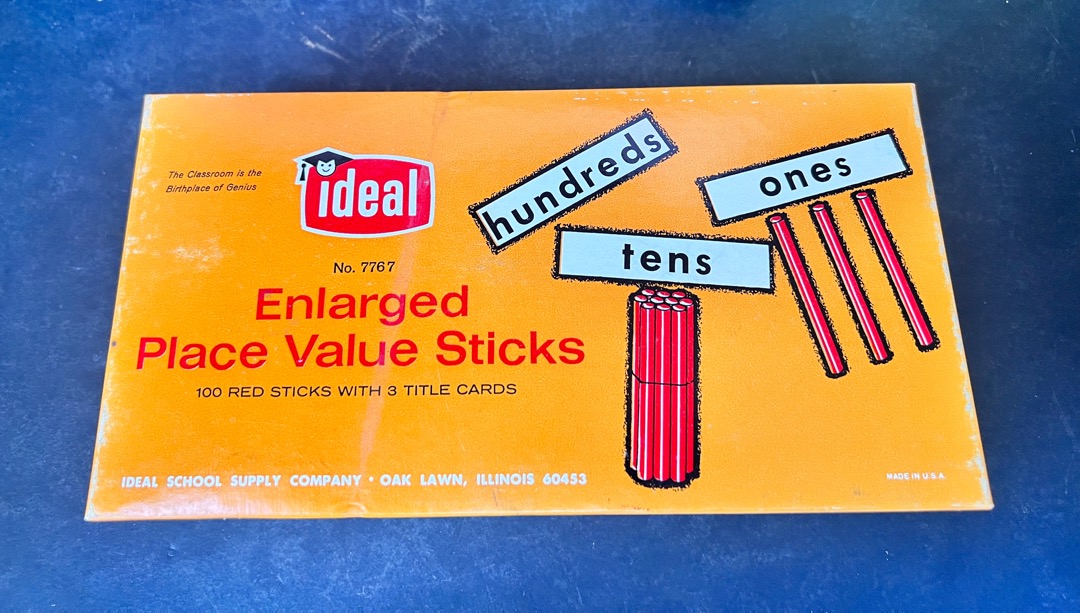 The Classroom is the
Birthplace of Genius
ideal
No. 7767
Enlarged
Place Value Sticks
100 RED STICKS WITH 3 TITLE CARDS
IDEAL SCHOOL SUPPLY COMPANY • OAK LAWN, ILLINOIS 60453
hundreds
ones
tens
MADE IN U.S.A.